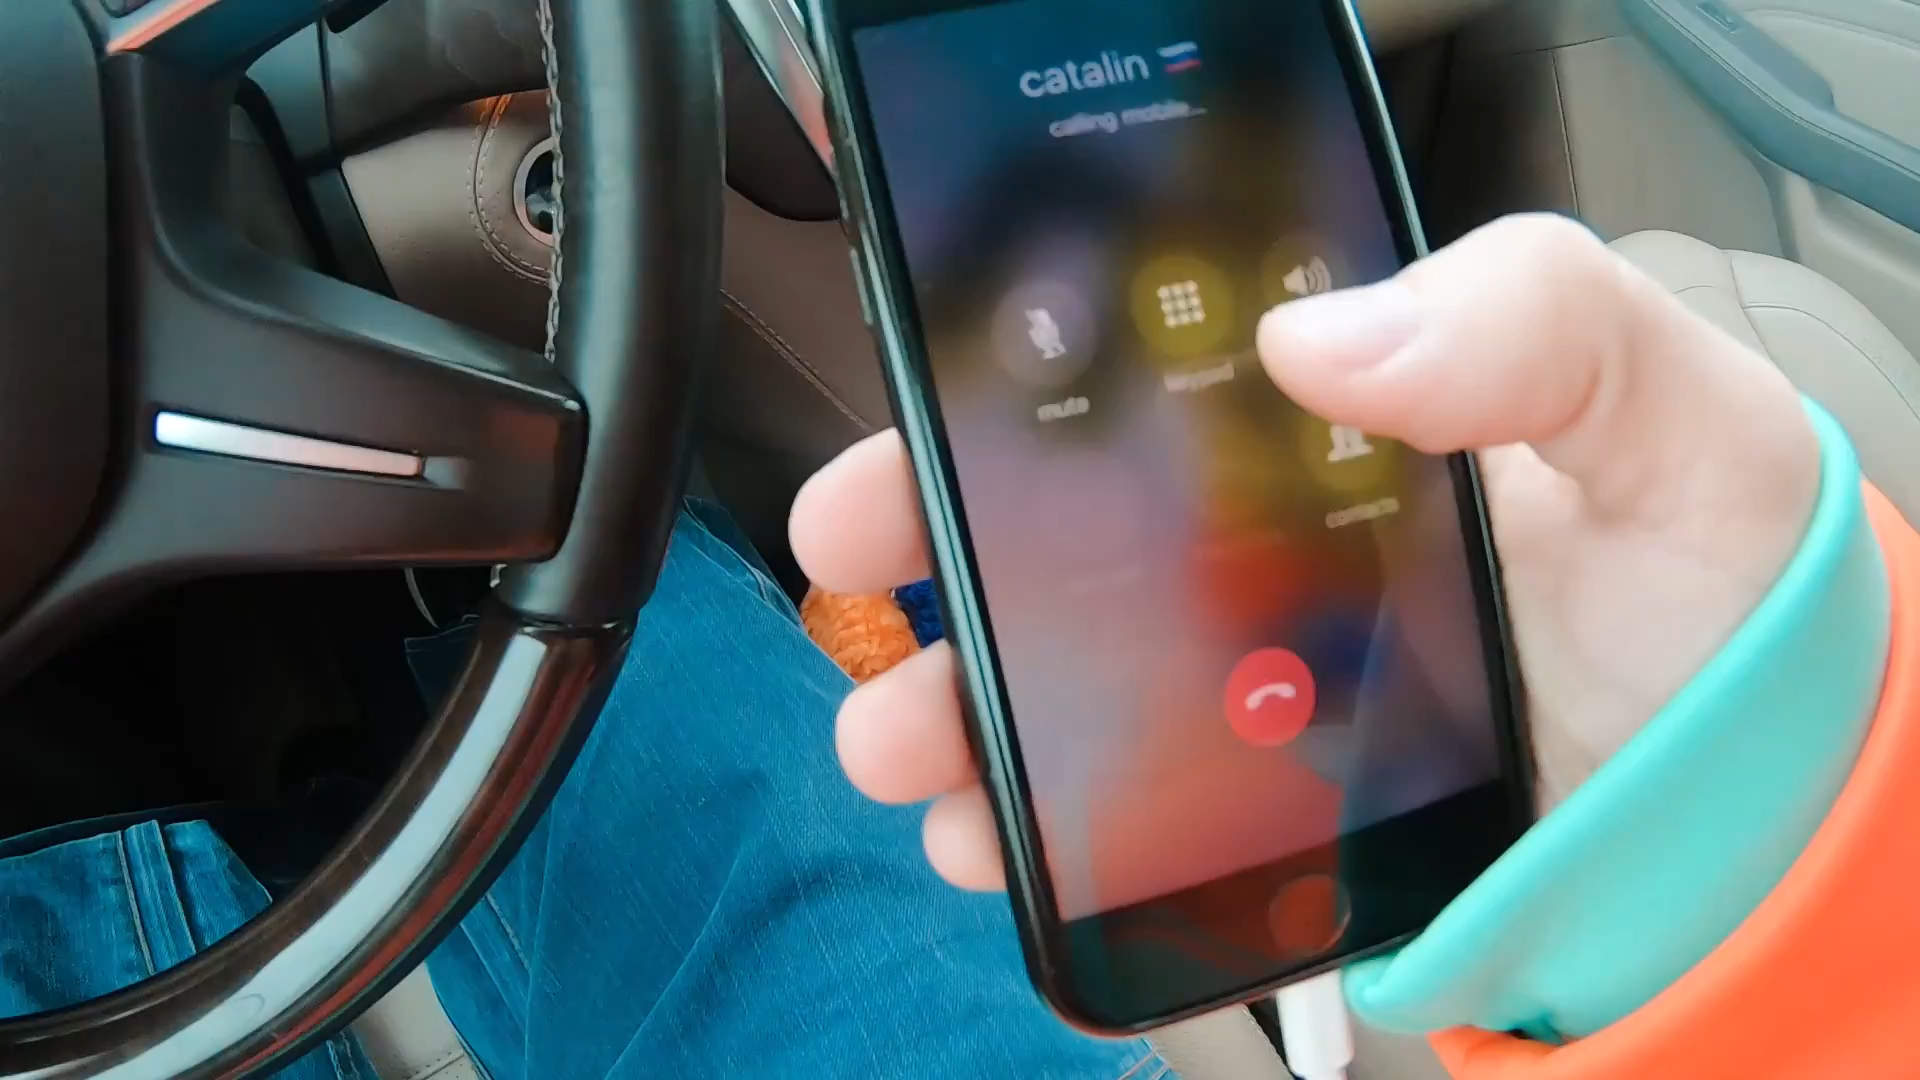 catalin 🇷🇺
calling mobile...
mute
keypad
contacts